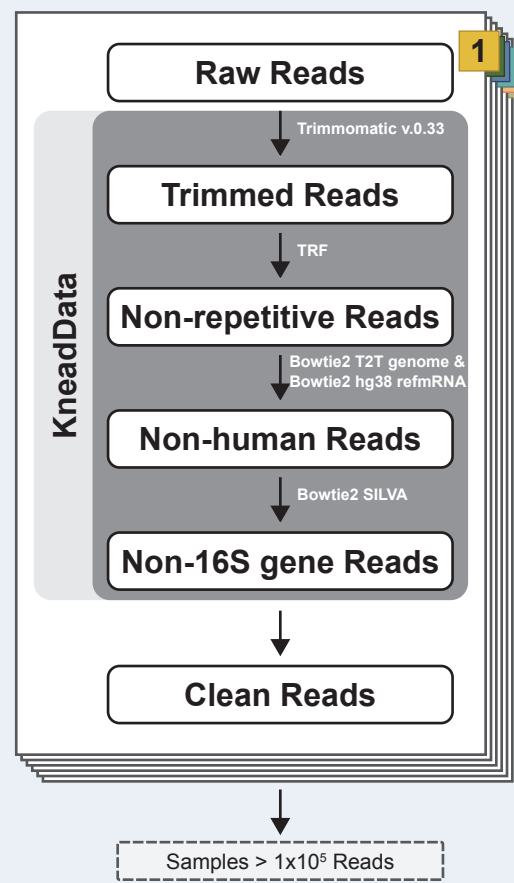 1
Raw Reads
Trimmomatic v.0.33
Trimmed Reads
TRF
KneadData
Non-repetitive Reads
Bowtie2 T2T genome &
Bowtie2 hg38 refmRNA
Non-human Reads
Bowtie2 SILVA
Non-16S gene Reads
Clean Reads
Samples > 1x10⁵ Reads